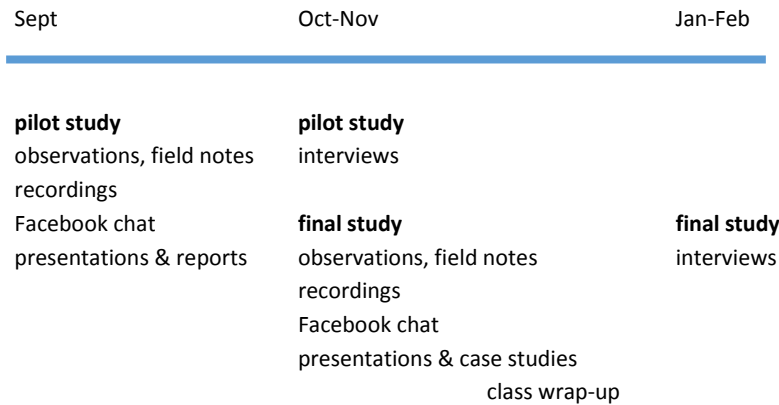 Sept Oct-Nov Jan-Feb
pilot study pilot study
observations, field notes interviews
recordings
Facebook chat final study final study
presentations & reports observations, field notes interviews
recordings
Facebook chat
presentations & case studies
class wrap-up